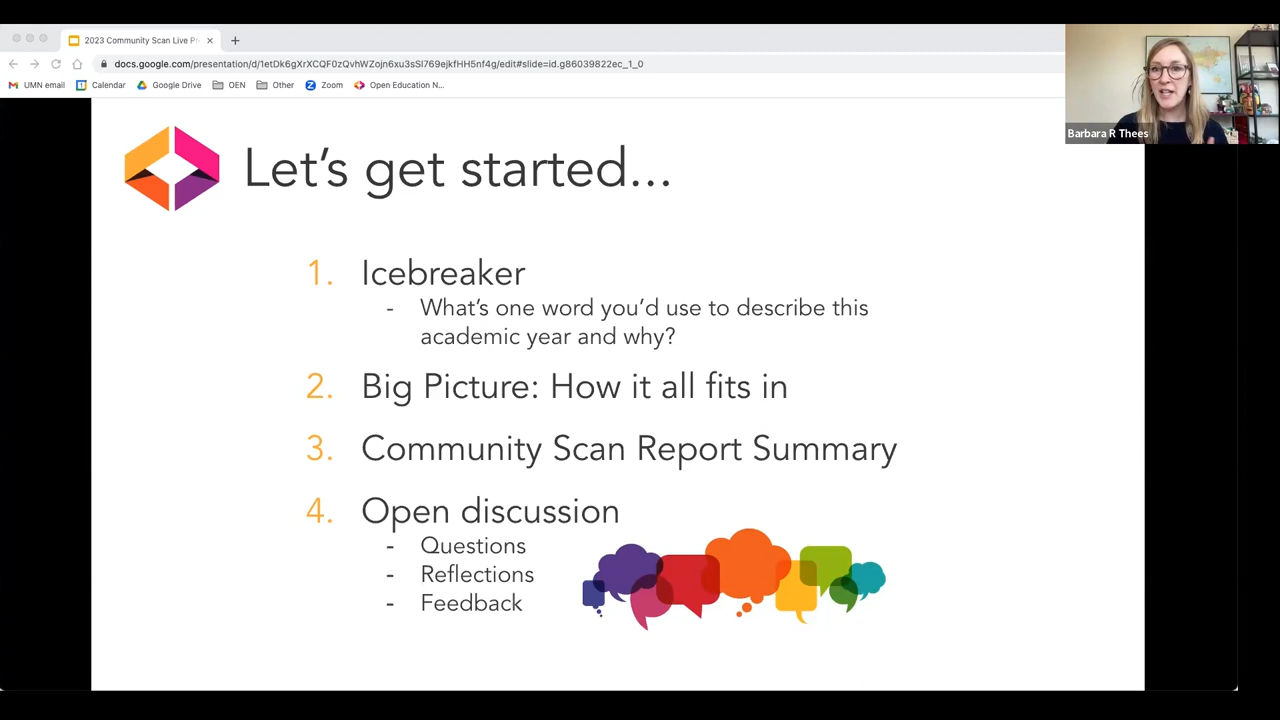 2023 Community Scan Live Pr
docs.google.com/presentation/d/1etDk6gXrXCQF0zQvhWZojn6xu3sSI769ejkfHH5nf4g/edit#slide=id.g86039822ec_1_0
UMN email
Calendar
Google Drive
OEN
Other
Zoom
Open Education N...
Barbara R Thees
Let's get started...
1. Icebreaker
- What's one word you'd use to describe this
academic year and why?
2. Big Picture: How it all fits in
3. Community Scan Report Summary
4. Open discussion
- Questions
- Reflections
- Feedback